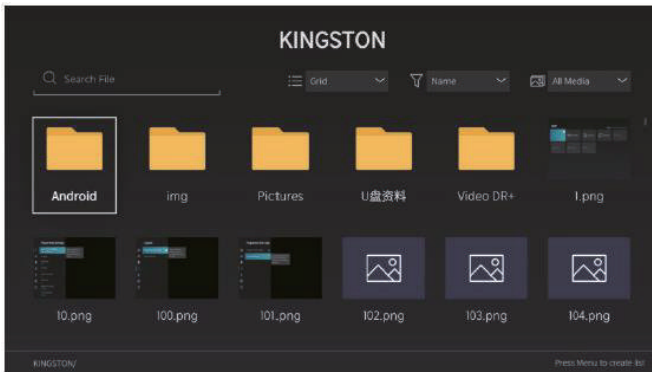 KINGSTON
Search File
Grid
Name
All Media
Android
img
Pictures
U盘资料
Video DR+
1.png
10.png
100.png
101.png
102.png
103.png
104.png
KINGSTON/
Press Menu to create list